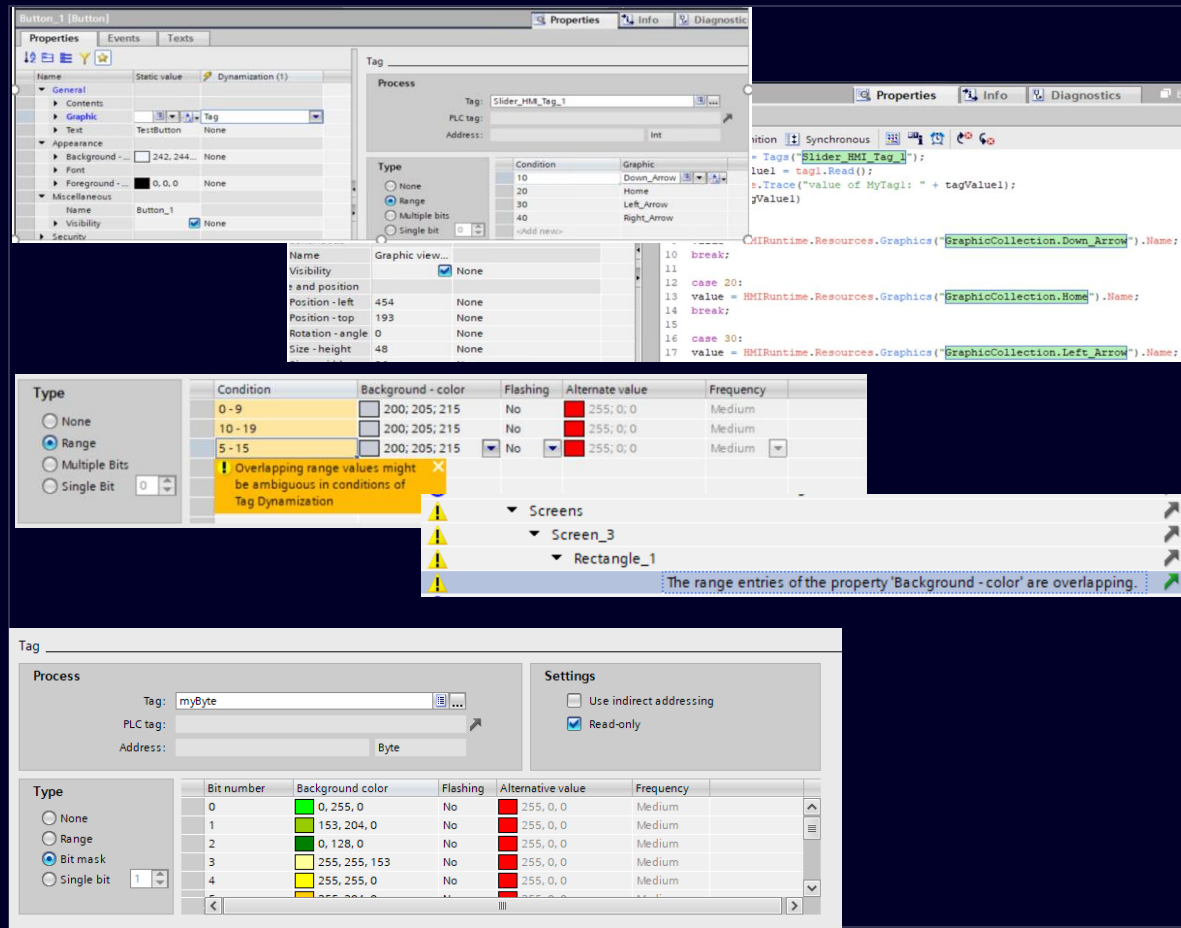 Button_1 [Button]
Properties Info Diagnostic
Properties Events Texts
Name Static value Dynamization (1)
General
Contents
Graphic Tag
Text TestButton None
Appearance
Background -... 242, 244... None
Font
Foreground -... 0, 0, 0 None
Miscellaneous
Name Button_1
Visibility None
Security
Tag
Process
Tag: Slider_HMI_Tag_1
PLC tag:
Address: Int
Type
None
Range
Multiple bits
Single bit 0
Condition Graphic
10 Down_Arrow
20 Home
30 Left_Arrow
40 Right_Arrow
<Add new>
Properties Info Diagnostics
Synchronous
= Tags("Slider_HMI_Tag_1");
lue1 = tag1.Read();
e.Trace("value of MyTag1: " + tagValue1);
gValue1)
HMIRuntime.Resources.Graphics("GraphicCollection.Down_Arrow").Name;
10 break;
11
12 case 20:
13 value = HMIRuntime.Resources.Graphics("GraphicCollection.Home").Name;
14 break;
15
16 case 30:
17 value = HMIRuntime.Resources.Graphics("GraphicCollection.Left_Arrow").Name;
Name Graphic view...
Visibility None
e and position
Position - left 454 None
Position - top 193 None
Rotation - angle 0 None
Size - height 48 None
Type
None
Range
Multiple Bits
Single Bit 0
Condition Background - color Flashing Alternate value Frequency
0 - 9 200; 205; 215 No 255; 0; 0 Medium
10 - 19 200; 205; 215 No 255; 0; 0 Medium
5 - 15 200; 205; 215 No 255; 0; 0 Medium
Overlapping range values might
be ambiguous in conditions of
Tag Dynamization
Screens
Screen_3
Rectangle_1
The range entries of the property 'Background - color' are overlapping.
Tag
Process
Tag: myByte
PLC tag:
Address: Byte
Settings
Use indirect addressing
Read-only
Type
None
Range
Bit mask
Single bit 1
Bit number Background color Flashing Alternative value Frequency
0 0, 255, 0 No 255, 0, 0 Medium
1 153, 204, 0 No 255, 0, 0 Medium
2 0, 128, 0 No 255, 0, 0 Medium
3 255, 255, 153 No 255, 0, 0 Medium
4 255, 255, 0 No 255, 0, 0 Medium